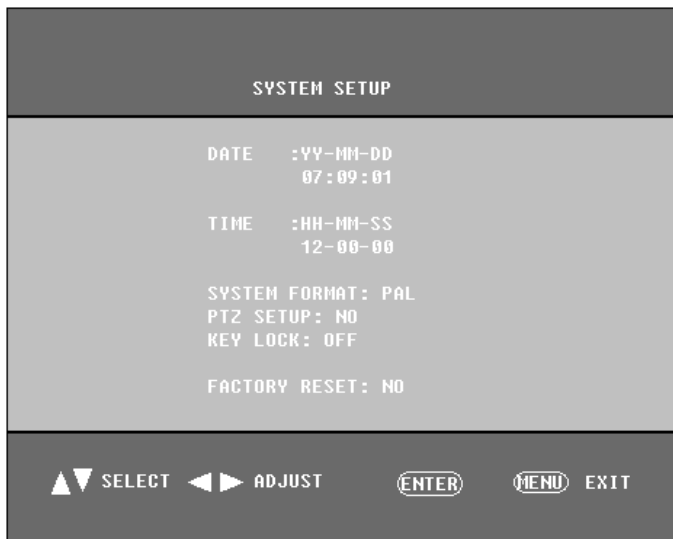 SYSTEM SETUP
DATE :YY-MM-DD
07:09:01
TIME :HH-MM-SS
12-00-00
SYSTEM FORMAT: PAL
PTZ SETUP: NO
KEY LOCK: OFF
FACTORY RESET: NO
SELECT ADJUST ENTER MENU EXIT